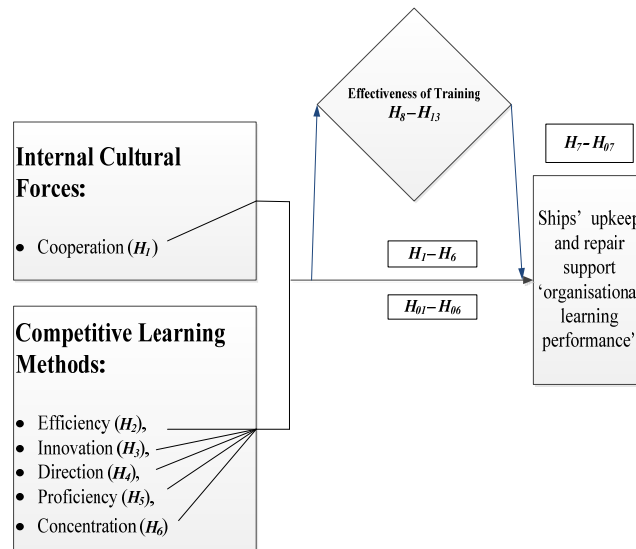 Effectiveness of Training
H8–H13
H7–H07
Internal Cultural
Forces:
• Cooperation (H1)
Ships’ upkeep
and repair
support
‘organisational
learning
performance’
H1–H6
H01–H06
Competitive Learning
Methods:
• Efficiency (H2),
• Innovation (H3),
• Direction (H4),
• Proficiency (H5),
• Concentration (H6)